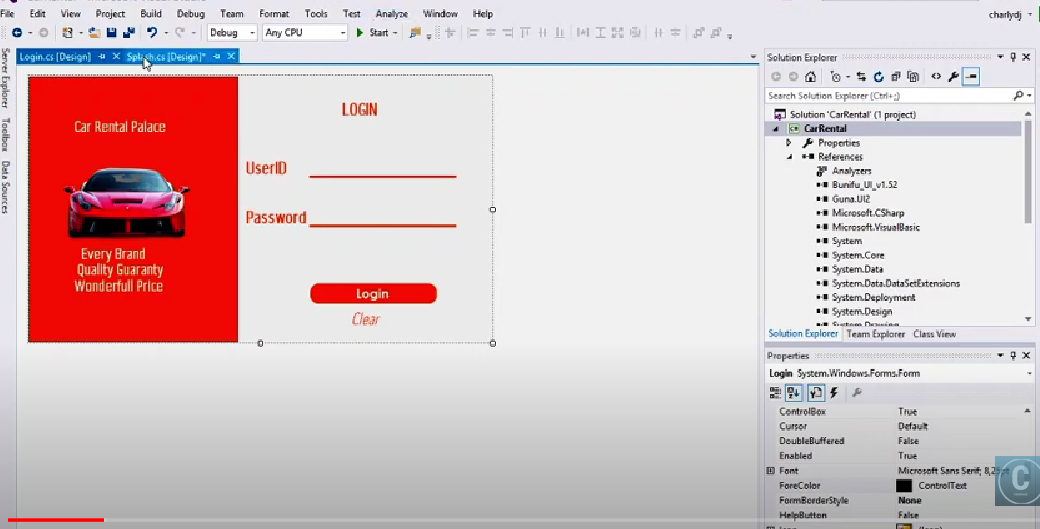 File Edit View Project Build Debug Team Format Tools Test Analyze Window Help charlydj
Debug Any CPU Start
Login.cs [Design] Splash.cs [Design]*
Server Explorer
Toolbox
Data Sources
Car Rental Palace
Every Brand
Quality Guaranty
Wonderfull Price
LOGIN
UserID
Password
Login
Clear
Solution Explorer
Search Solution Explorer (Ctrl+;)
Solution 'CarRental' (1 project)
C#
CarRental
Properties
References
Analyzers
Bunifu_UI_v1.52
Guna.UI2
Microsoft.CSharp
Microsoft.VisualBasic
System
System.Core
System.Data
System.Data.DataSetExtensions
System.Deployment
System.Design
System.Drawing
Solution Explorer Team Explorer Class View
Properties
Login System.Windows.Forms.Form
ControlBox True
Cursor Default
DoubleBuffered False
Enabled True
Font Microsoft Sans Serif; 8,25pt
ForeColor ControlText
FormBorderStyle None
HelpButton False
Icon (Icon)
C